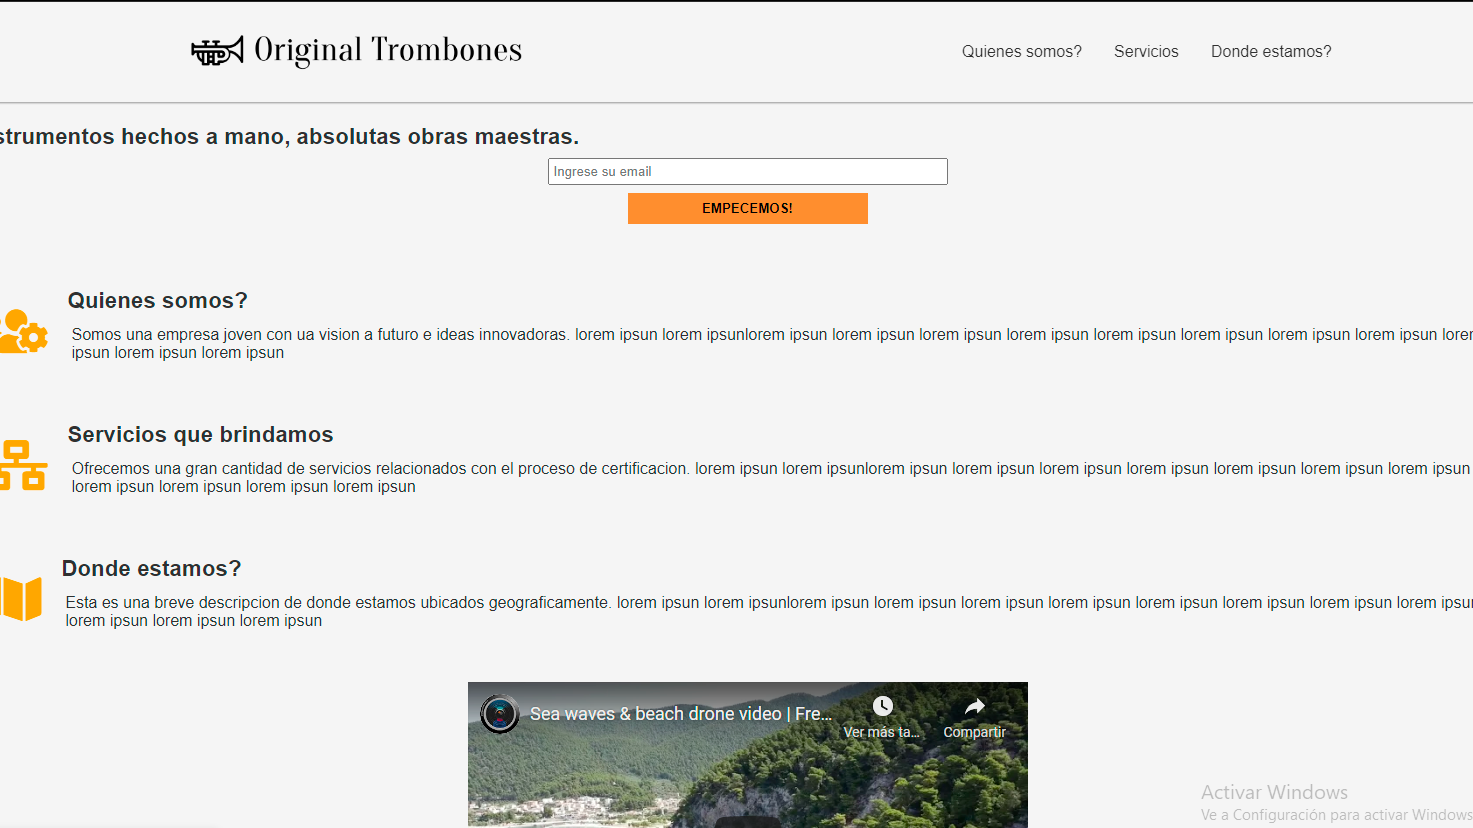 Original Trombones
Quienes somos? Servicios Donde estamos?
strumentos hechos a mano, absolutas obras maestras.
Ingrese su email
EMPECEMOS!
Quienes somos?
Somos una empresa joven con ua vision a futuro e ideas innovadoras. lorem ipsun lorem ipsunlorem ipsun lorem ipsun lorem ipsun lorem ipsun lorem ipsun lorem ipsun lorem ipsun lorem ipsun lorer
ipsun lorem ipsun lorem ipsun
Servicios que brindamos
Ofrecemos una gran cantidad de servicios relacionados con el proceso de certificacion. lorem ipsun lorem ipsunlorem ipsun lorem ipsun lorem ipsun lorem ipsun lorem ipsun lorem ipsun lorem ipsun
lorem ipsun lorem ipsun lorem ipsun lorem ipsun
Donde estamos?
Esta es una breve descripcion de donde estamos ubicados geograficamente. lorem ipsun lorem ipsunlorem ipsun lorem ipsun lorem ipsun lorem ipsun lorem ipsun lorem ipsun lorem ipsun lorem ipsu
lorem ipsun lorem ipsun lorem ipsun
Sea waves & beach drone video | Fre...
Ver más ta...
Compartir
Activar Windows
Ve a Configuración para activar Windows